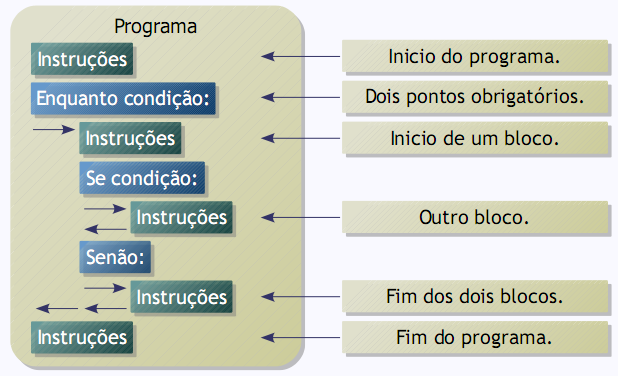 Programa
Instruções
Inicio do programa.
Enquanto condição:
Dois pontos obrigatórios.
Instruções
Inicio de um bloco.
Se condição:
Instruções
Outro bloco.
Senão:
Instruções
Fim dos dois blocos.
Instruções
Fim do programa.